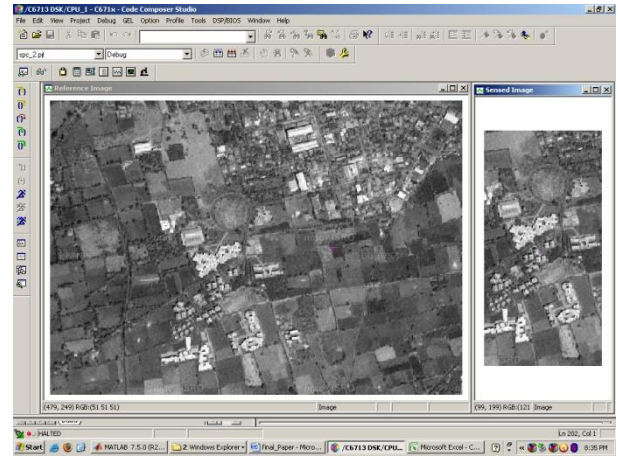 /C6713 DSK/CPU_1 - C671x - Code Composer Studio
File Edit View Project Debug GEL Option Profile Tools DSP/BIOS Window Help
rpc_2.pjt Debug
Reference Image
Sensed Image
(479, 249) RGB:(51 51 51) Image
(99, 199) RGB:(121 Image
HALTED
Ln 202, Col 1
Start MATLAB 7.5.0 (R2... 2 Windows Explorer final_Paper - Micro... /C6713 DSK/CPU... Microsoft Excel - C... 8:35 PM